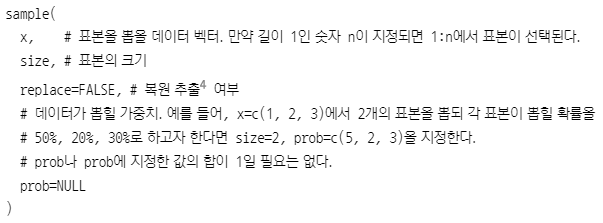 sample(
x, # 표본을 뽑을 데이터 벡터. 만약 길이 1인 숫자 n이 지정되면 1:n에서 표본이 선택된다.
size, # 표본의 크기
replace=FALSE, # 복원 추출4 여부
# 데이터가 뽑힐 가중치. 예를 들어, x=c(1, 2, 3)에서 2개의 표본을 뽑되 각 표본이 뽑힐 확률을
# 50%, 20%, 30%로 하고자 한다면 size=2, prob=c(5, 2, 3)을 지정한다.
# prob나 prob에 지정한 값의 합이 1일 필요는 없다.
prob=NULL
)